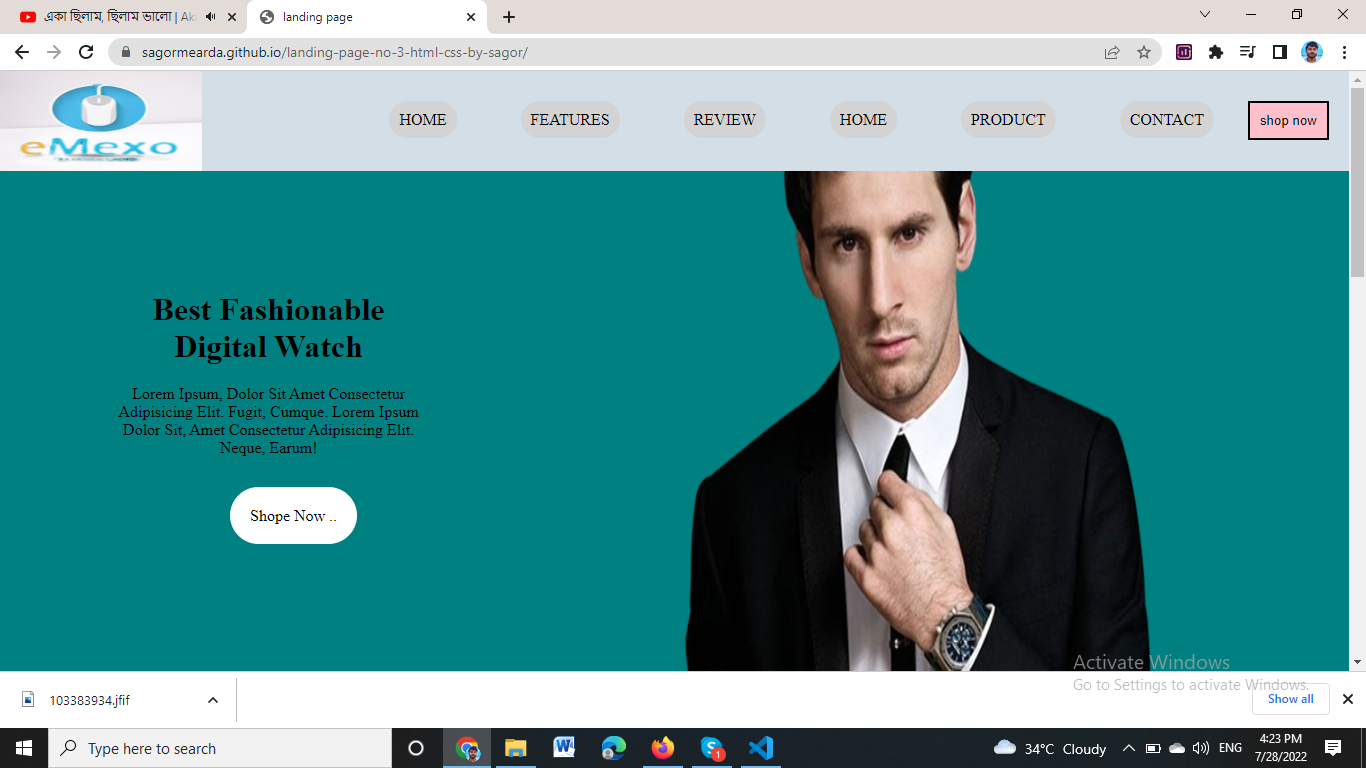 একা ছিলাম, ছিলাম ভালো | Ak
landing page
sagormearda.github.io/landing-page-no-3-html-css-by-sagor/
eMexo
HOME
FEATURES
REVIEW
HOME
PRODUCT
CONTACT
shop now
Best Fashionable
Digital Watch
Lorem Ipsum, Dolor Sit Amet Consectetur
Adipisicing Elit. Fugit, Cumque. Lorem Ipsum
Dolor Sit, Amet Consectetur Adipisicing Elit.
Neque, Earum!
Shope Now ..
Activate Windows
Go to Settings to activate Windows.
103383934.jfif
Show all
Type here to search
1
34°C Cloudy
ENG
4:23 PM
7/28/2022